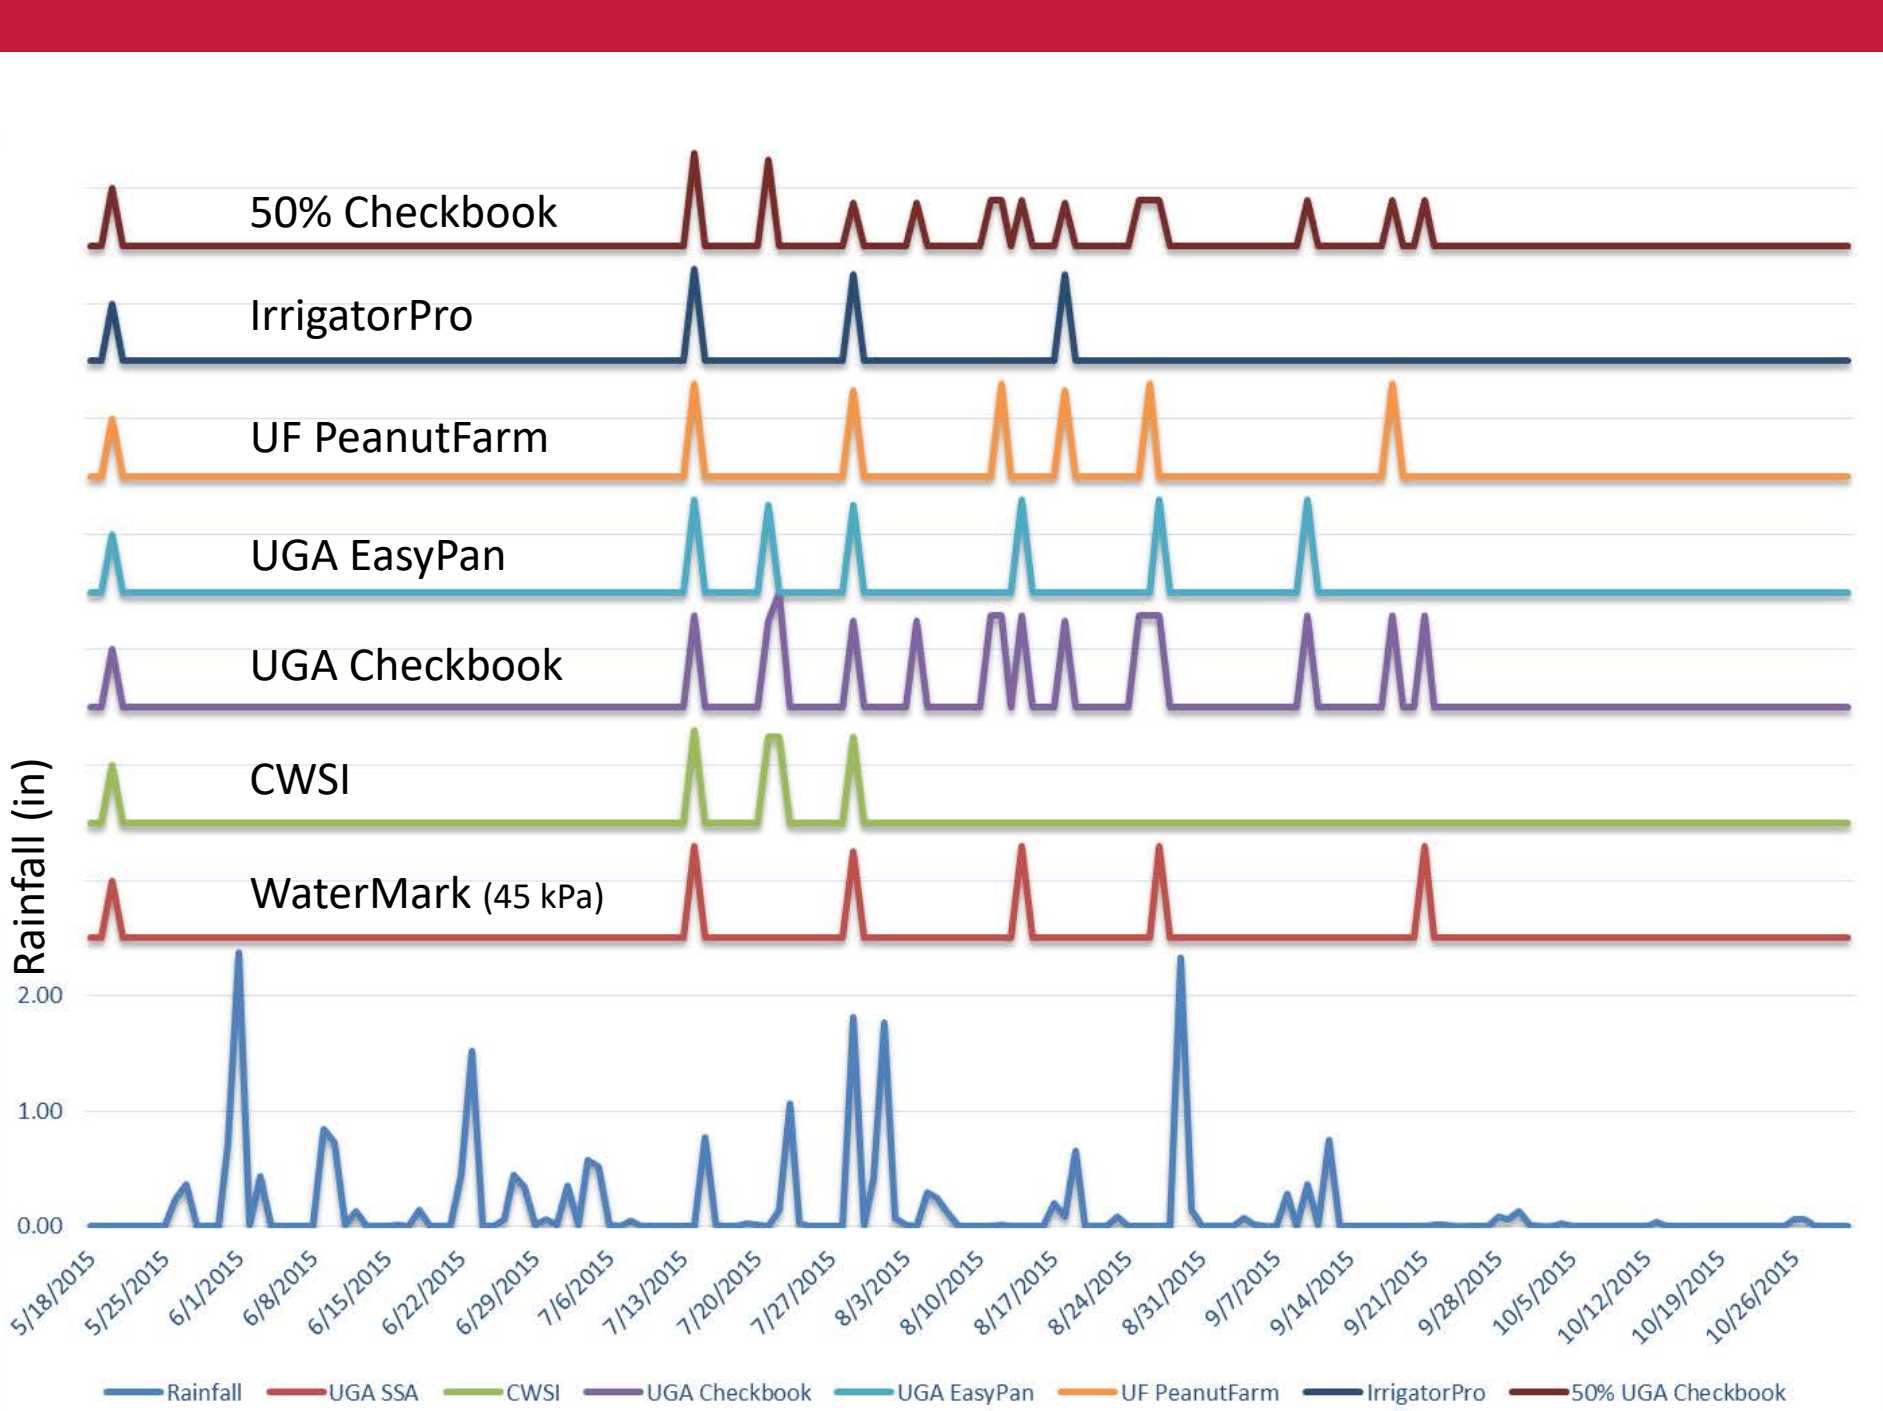 50% Checkbook
IrrigatorPro
UF PeanutFarm
UGA EasyPan
UGA Checkbook
CWSI
WaterMark (45 kPa)
Rainfall (in)
2.00
1.00
0.00
5/18/2015 5/25/2015 6/1/2015 6/8/2015 6/15/2015 6/22/2015 6/29/2015 7/6/2015 7/13/2015 7/20/2015 7/27/2015 8/3/2015 8/10/2015 8/17/2015 8/24/2015 8/31/2015 9/7/2015 9/14/2015 9/21/2015 9/28/2015 10/5/2015 10/12/2015 10/19/2015 10/26/2015
Rainfall UGA SSA CWSI UGA Checkbook UGA EasyPan UF PeanutFarm IrrigatorPro 50% UGA Checkbook